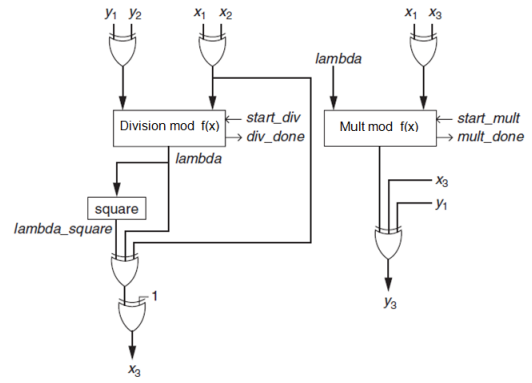 y₁ y₂
x₁ x₂
x₁ x₃
lambda
Division mod f(x)
start_div
div_done
Mult mod f(x)
start_mult
mult_done
lambda
square
lambda_square
x₃
y₁
1
y₃
x₃